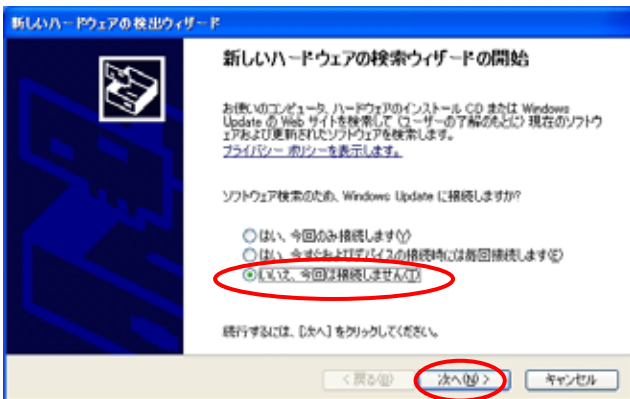 新しいハードウェアの検出ウィザード
新しいハードウェアの検索ウィザードの開始
お使いのコンピュータ、ハードウェアのインストール CD または Windows
Update の Web サイトを検索して (ユーザーの了解のもとに) 現在のソフトウ
ェアおよび更新されたソフトウェアを検索します。
プライバシー ポリシーを表示します。
ソフトウェア検索のため、Windows Update に接続しますか?
はい、今回のみ接続します(Y)
はい、今すぐおよびデバイスの接続時には毎回接続します(E)
いいえ、今回は接続しません(T)
続行するには、[次へ] をクリックしてください。
< 戻る(B)
次へ(N) >
キャンセル